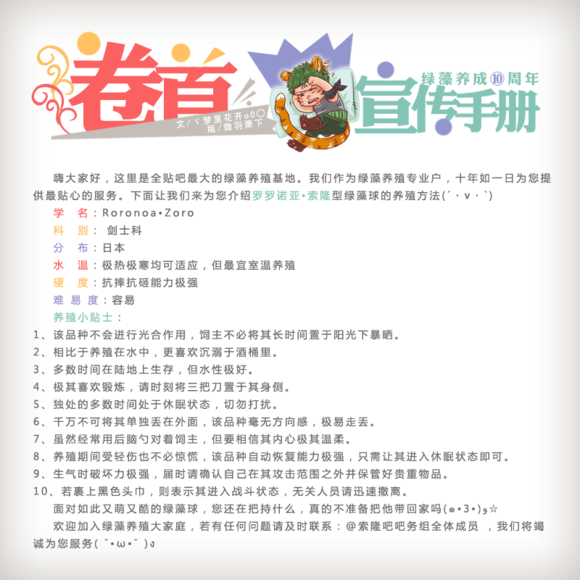 卷首
宣传手册
绿藻养成⑩周年
文/ミ梦里花开o0〇
版/微羽萧下
嗨大家好，这里是全贴吧最大的绿藻养殖基地。我们作为绿藻养殖专业户，十年如一日为您提
供最贴心的服务。下面让我们来为您介绍罗罗诺亚•索隆型绿藻球的养殖方法(´・v・`)
学 名：Roronoa•Zoro
科 别： 剑士科
分 布：日本
水 温：极热极寒均可适应，但最宜室温养殖
硬 度：抗摔抗砸能力极强
难 易 度：容易
养殖小贴士：
1、该品种不会进行光合作用，饲主不必将其长时间置于阳光下暴晒。
2、相比于养殖在水中，更喜欢沉溺于酒桶里。
3、多数时间在陆地上生存，但水性极好。
4、极其喜欢锻炼，请时刻将三把刀置于其身侧。
5、独处的多数时间处于休眠状态，切勿打扰。
6、千万不可将其单独丢在外面，该品种毫无方向感，极易走丢。
7、虽然经常用后脑勺对着饲主，但要相信其内心极其温柔。
8、养殖期间受轻伤也不必惊慌，该品种自动恢复能力极强，只需让其进入休眠状态即可。
9、生气时破坏力极强，届时请确认自己在其攻击范围之外并保管好贵重物品。
10、若裹上黑色头巾，则表示其进入战斗状态，无关人员请迅速撤离。
面对如此又萌又酷的绿藻球，您还在把持什么，真的不准备把他带回家吗(๑•3•)و☆
欢迎加入绿藻养殖大家庭，若有任何问题请及时联系：@索隆吧吧务组全体成员 ，我们将竭
诚为您服务( ˘•ω•˘ )ง